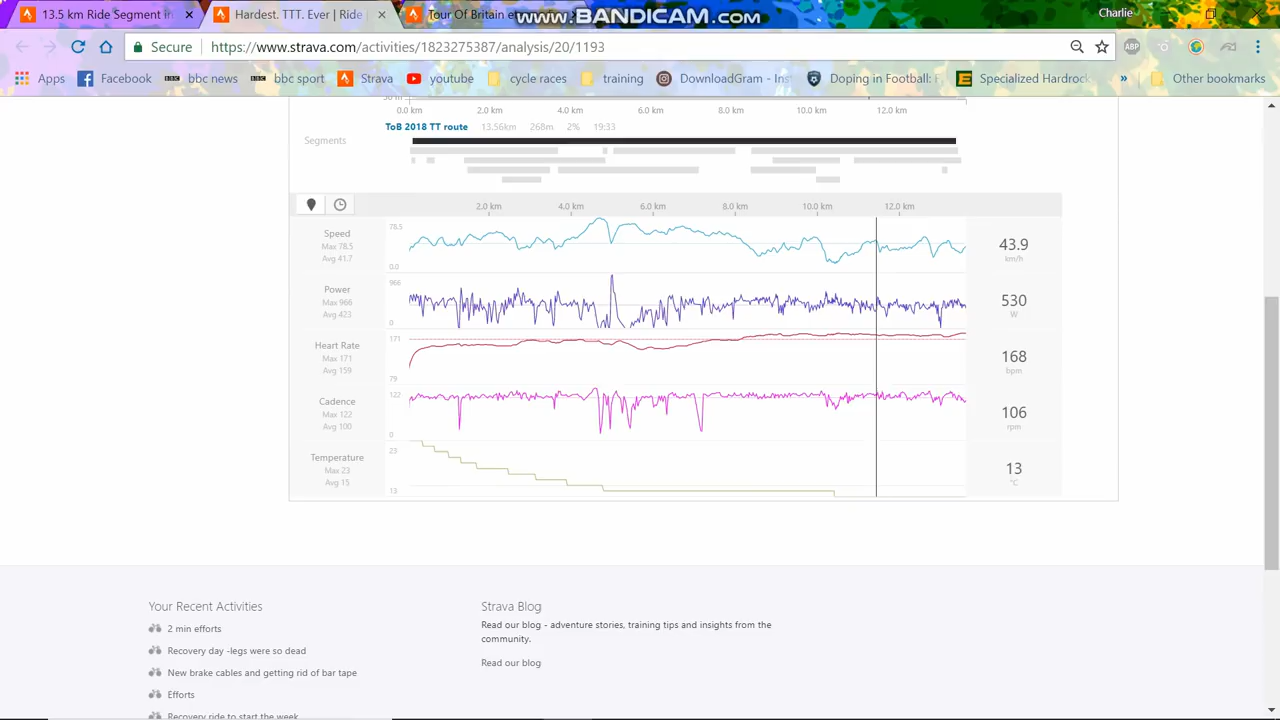 13.5 km Ride Segment in
Hardest. TTT. Ever | Ride
Tour Of Britain e
www.BANDICAM.com
Charlie
Secure
https://www.strava.com/activities/1823275387/analysis/20/1193
ABP
Apps
Facebook
bbc news
bbc sport
Strava
youtube
cycle races
training
DownloadGram - Ins
Doping in Football:
Specialized Hardrock
»
Other bookmarks
0.0 km 2.0 km 4.0 km 6.0 km 8.0 km 10.0 km 12.0 km
ToB 2018 TT route 13.56km 268m 2% 19:33
Segments
2.0 km 4.0 km 6.0 km 8.0 km 10.0 km 12.0 km
Speed
Max 78.5
Avg 41.7
78.5
0.0
43.9
km/h
Power
Max 966
Avg 423
966
0
530
W
Heart Rate
Max 171
Avg 159
171
79
168
bpm
Cadence
Max 122
Avg 100
122
0
106
rpm
Temperature
Max 23
Avg 15
23
13
13
°C
Your Recent Activities
2 min efforts
Recovery day -legs were so dead
New brake cables and getting rid of bar tape
Efforts
Recovery ride to start the week
Strava Blog
Read our blog - adventure stories, training tips and insights from the
community.
Read our blog